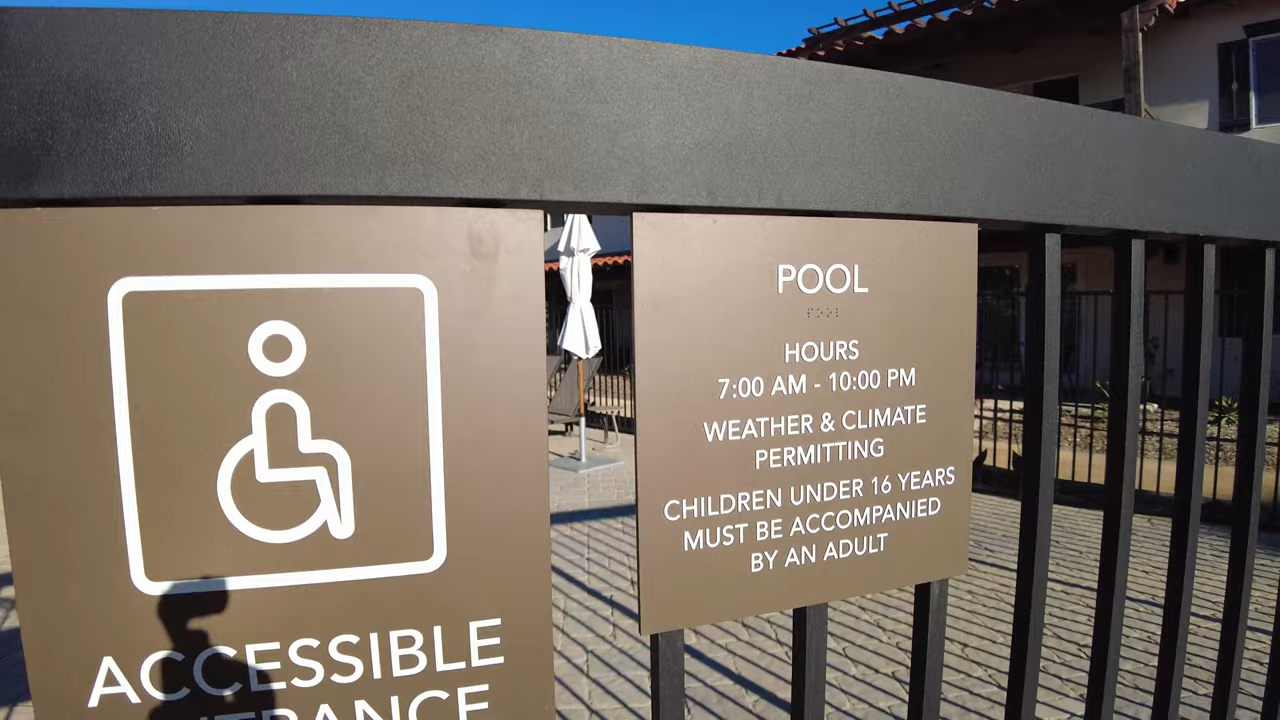 ACCESSIBLE
ENTRANCE
POOL
HOURS
7:00 AM - 10:00 PM
WEATHER & CLIMATE
PERMITTING
CHILDREN UNDER 16 YEARS
MUST BE ACCOMPANIED
BY AN ADULT